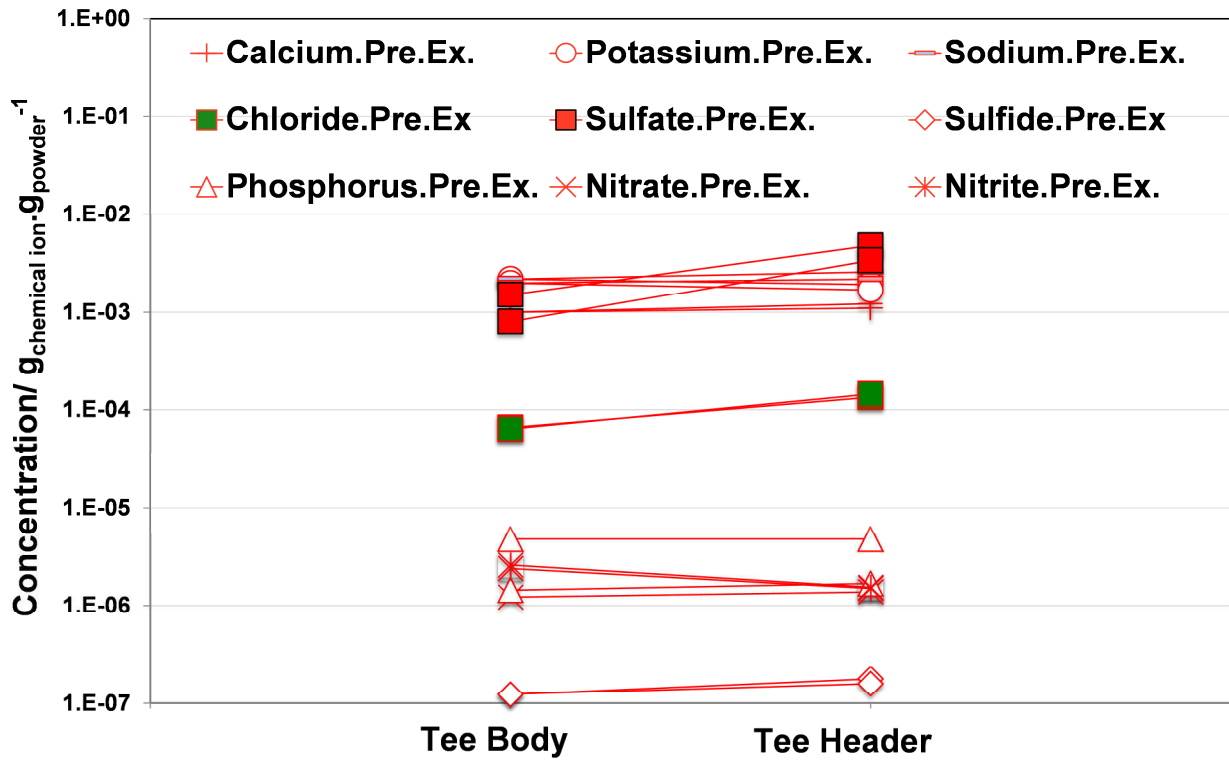 1.E+00
Calcium.Pre.Ex. Potassium.Pre.Ex. Sodium.Pre.Ex.
1.E-01
Chloride.Pre.Ex Sulfate.Pre.Ex. Sulfide.Pre.Ex
Phosphorus.Pre.Ex. Nitrate.Pre.Ex. Nitrite.Pre.Ex.
1.E-02
1.E-03
1.E-04
1.E-05
1.E-06
1.E-07
Concentration/ gchemical ion.gpowder-1
Tee Body Tee Header